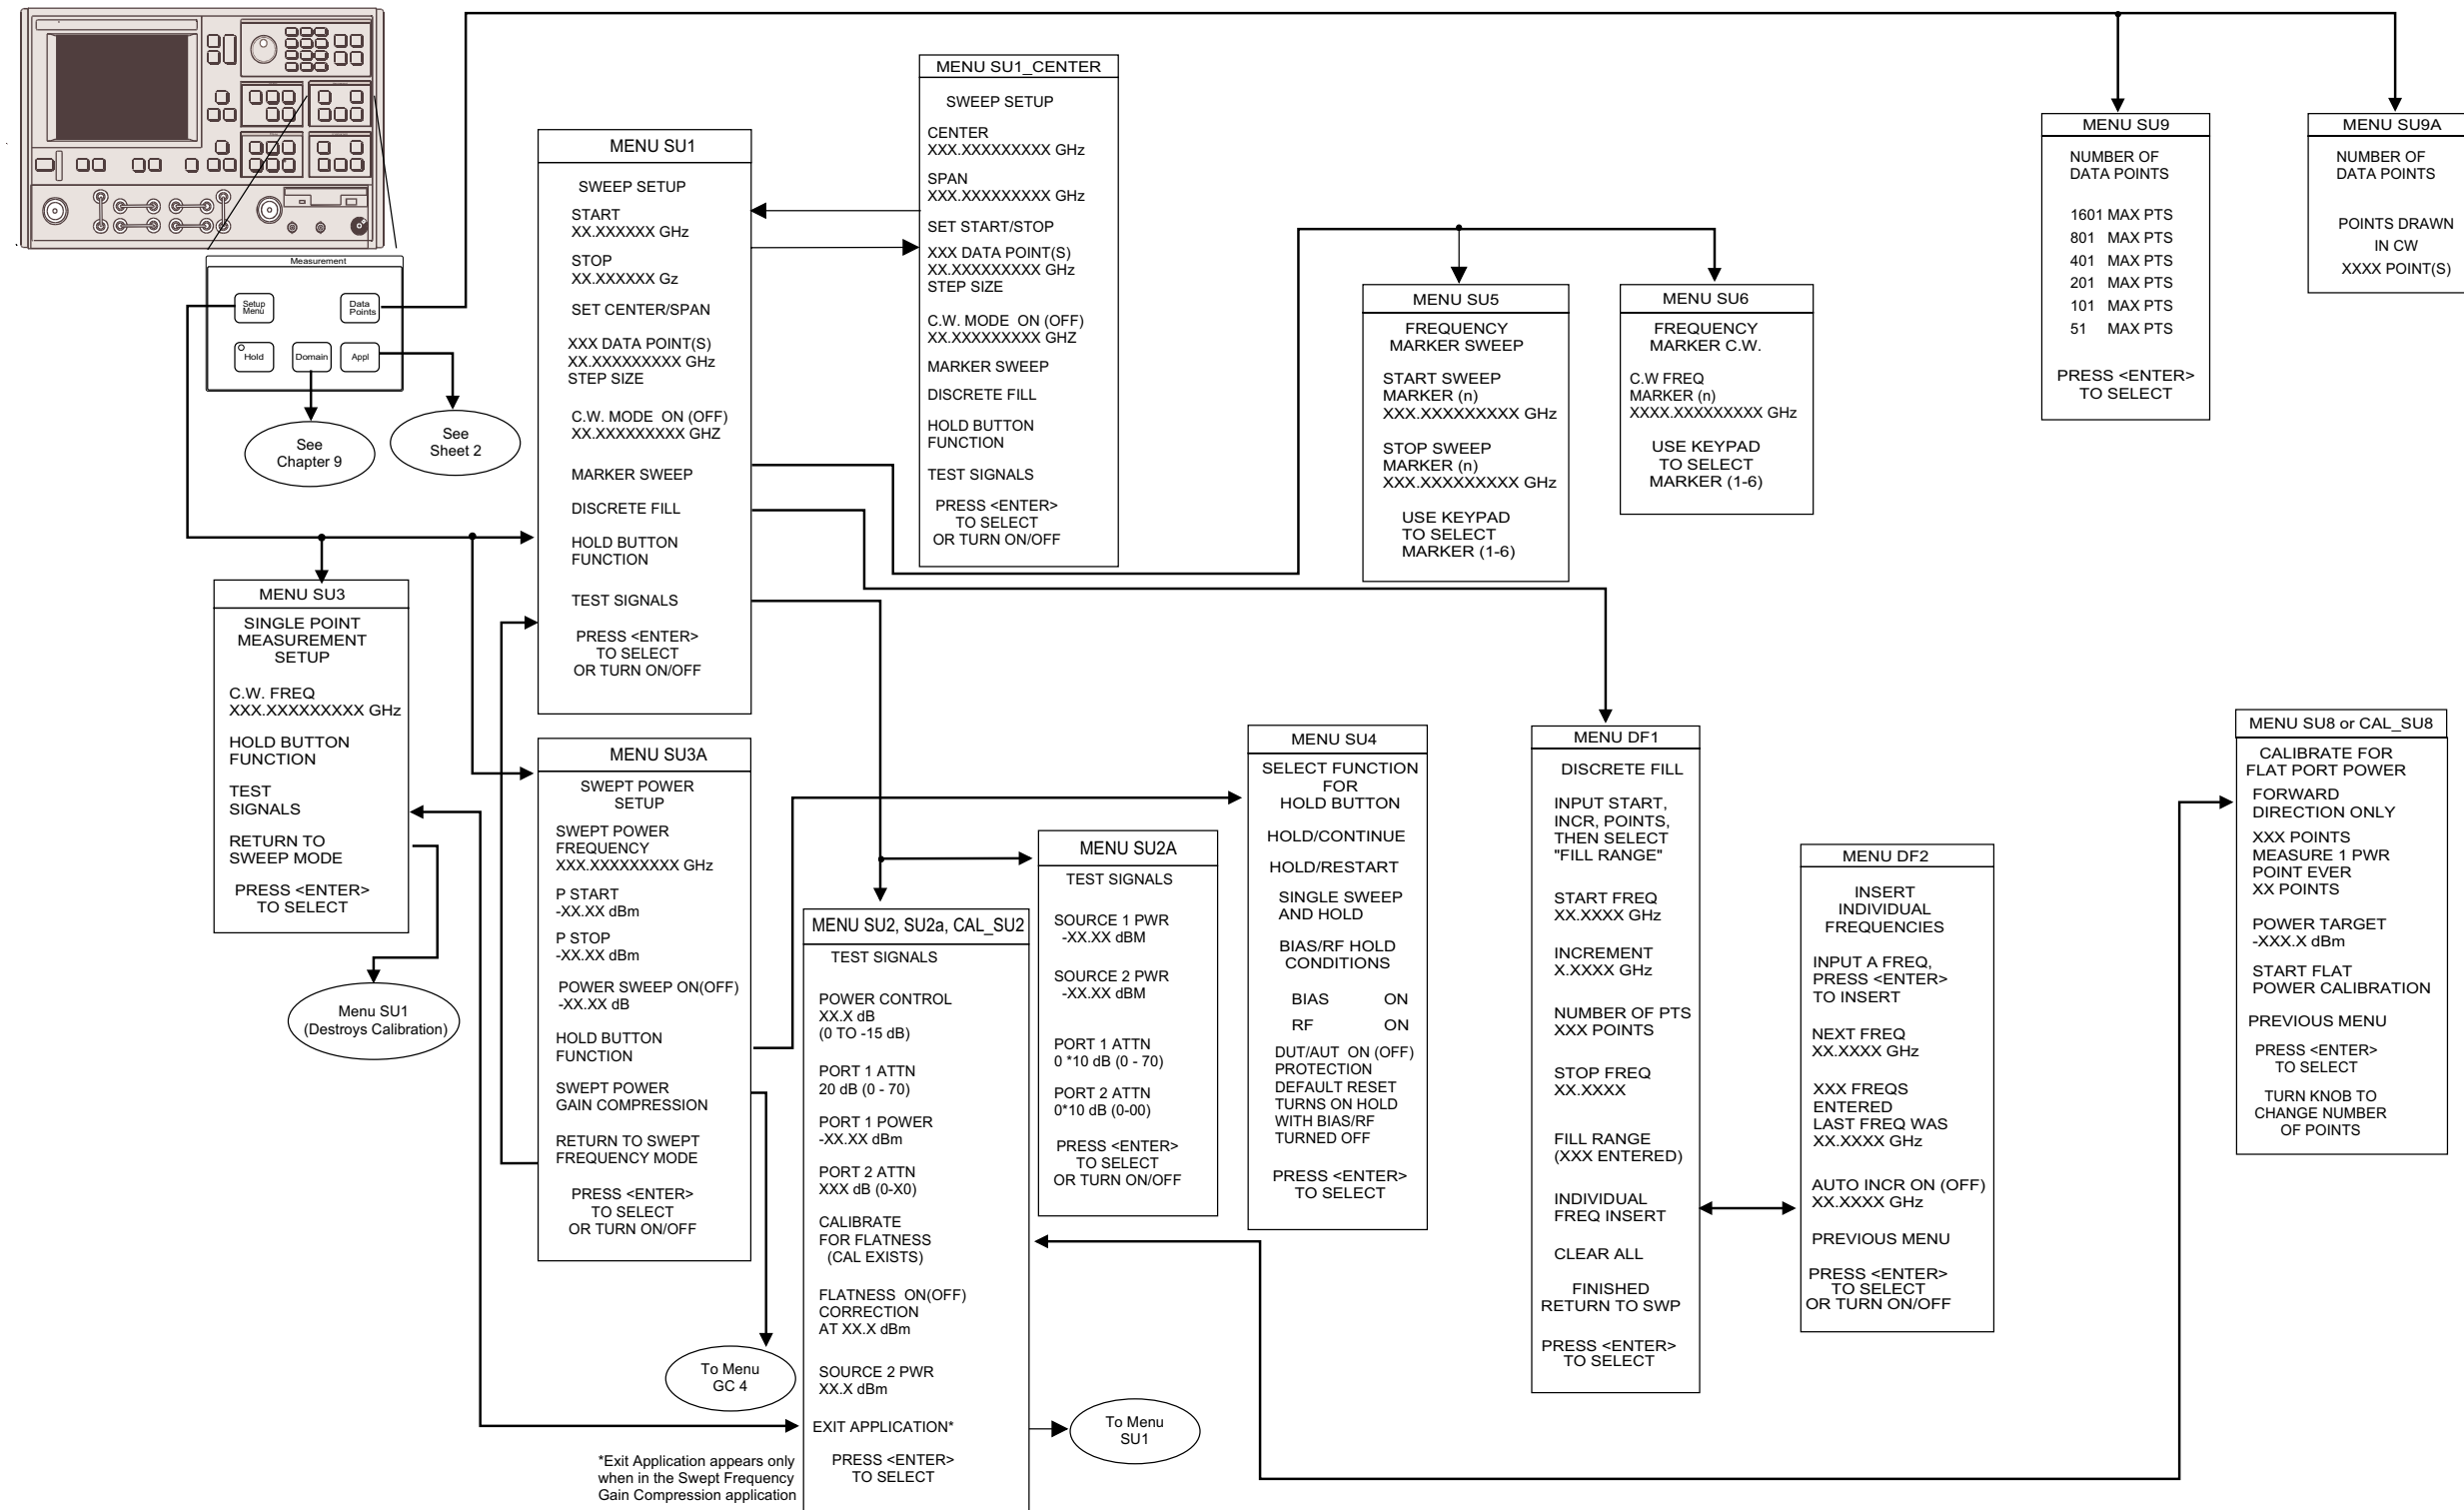 Measurement
Setup
Menu
Data
Points
Hold
Domain
Appl
See
Chapter 9
See
Sheet 2
MENU SU1
SWEEP SETUP
START
XX.XXXXXX GHz
STOP
XX.XXXXXX Gz
SET CENTER/SPAN
XXX DATA POINT(S)
XX.XXXXXXXXX GHz
STEP SIZE
C.W. MODE  ON (OFF)
XX.XXXXXXXXX GHZ
MARKER SWEEP
DISCRETE FILL
HOLD BUTTON
FUNCTION
TEST SIGNALS
PRESS <ENTER>
TO SELECT
OR TURN ON/OFF
MENU SU1_CENTER
SWEEP SETUP
CENTER
XXX.XXXXXXXXX GHz
SPAN
XXX.XXXXXXXXX GHz
SET START/STOP
XXX DATA POINT(S)
XX.XXXXXXXXX GHz
STEP SIZE
C.W. MODE  ON (OFF)
XX.XXXXXXXXX GHZ
MARKER SWEEP
DISCRETE FILL
HOLD BUTTON
FUNCTION
TEST SIGNALS
PRESS <ENTER>
TO SELECT
OR TURN ON/OFF
MENU SU5
FREQUENCY
MARKER SWEEP
START SWEEP
MARKER (n)
XXX.XXXXXXXXX GHz
STOP SWEEP
MARKER (n)
XXX.XXXXXXXXX GHz
USE KEYPAD
TO SELECT
MARKER (1-6)
MENU SU6
FREQUENCY
MARKER C.W.
C.W FREQ
MARKER (n)
XXXX.XXXXXXXXX GHz
USE KEYPAD
TO SELECT
MARKER (1-6)
MENU SU9
NUMBER OF
DATA POINTS
1601 MAX PTS
801 MAX PTS
401 MAX PTS
201 MAX PTS
101 MAX PTS
51 MAX PTS
PRESS <ENTER>
TO SELECT
MENU SU9A
NUMBER OF
DATA POINTS
POINTS DRAWN
IN CW
XXXX POINT(S)
MENU SU3
SINGLE POINT
MEASUREMENT
SETUP
C.W. FREQ
XXX.XXXXXXXXX GHz
HOLD BUTTON
FUNCTION
TEST
SIGNALS
RETURN TO
SWEEP MODE
PRESS <ENTER>
TO SELECT
Menu SU1
(Destroys Calibration)
MENU SU3A
SWEPT POWER
SETUP
SWEPT POWER
FREQUENCY
XXX.XXXXXXXXX GHz
P START
-XX.XX dBm
P STOP
-XX.XX dBm
POWER SWEEP ON(OFF)
-XX.XX dB
HOLD BUTTON
FUNCTION
SWEPT POWER
GAIN COMPRESSION
RETURN TO SWEPT
FREQUENCY MODE
PRESS <ENTER>
TO SELECT
OR TURN ON/OFF
To Menu
GC 4
MENU SU2, SU2a, CAL_SU2
TEST SIGNALS
POWER CONTROL
XX.X dB
(0 TO -15 dB)
PORT 1 ATTN
20 dB (0 - 70)
PORT 1 POWER
-XX.XX dBm
PORT 2 ATTN
XXX dB (0-X0)
CALIBRATE
FOR FLATNESS
(CAL EXISTS)
FLATNESS  ON(OFF)
CORRECTION
AT XX.X dBm
SOURCE 2 PWR
XX.X dBm
EXIT APPLICATION*
PRESS <ENTER>
TO SELECT
*Exit Application appears only
when in the Swept Frequency
Gain Compression application
To Menu
SU1
MENU SU2A
TEST SIGNALS
SOURCE 1 PWR
-XX.XX dBM
SOURCE 2 PWR
-XX.XX dBM
PORT 1 ATTN
0 *10 dB (0 - 70)
PORT 2 ATTN
0*10 dB (0-00)
PRESS <ENTER>
TO SELECT
OR TURN ON/OFF
MENU SU4
SELECT FUNCTION
FOR
HOLD BUTTON
HOLD/CONTINUE
HOLD/RESTART
SINGLE SWEEP
AND HOLD
BIAS/RF HOLD
CONDITIONS
BIAS ON
RF ON
DUT/AUT  ON (OFF)
PROTECTION
DEFAULT RESET
TURNS ON HOLD
WITH BIAS/RF
TURNED OFF
PRESS <ENTER>
TO SELECT
MENU DF1
DISCRETE FILL
INPUT START,
INCR, POINTS,
THEN SELECT
"FILL RANGE"
START FREQ
XX.XXXX GHz
INCREMENT
X.XXXX GHz
NUMBER OF PTS
XXX POINTS
STOP FREQ
XX.XXXX
FILL RANGE
(XXX ENTERED)
INDIVIDUAL
FREQ INSERT
CLEAR ALL
FINISHED
RETURN TO SWP
PRESS <ENTER>
TO SELECT
MENU DF2
INSERT
INDIVIDUAL
FREQUENCIES
INPUT A FREQ,
PRESS <ENTER>
TO INSERT
NEXT FREQ
XX.XXXX GHz
XXX FREQS
ENTERED
LAST FREQ WAS
XX.XXXX GHz
AUTO INCR ON (OFF)
XX.XXXX GHz
PREVIOUS MENU
PRESS <ENTER>
TO SELECT
OR TURN ON/OFF
MENU SU8 or CAL_SU8
CALIBRATE FOR
FLAT PORT POWER
FORWARD
DIRECTION ONLY
XXX POINTS
MEASURE 1 PWR
POINT EVER
XX POINTS
POWER TARGET
-XXX.X dBm
START FLAT
POWER CALIBRATION
PREVIOUS MENU
PRESS <ENTER>
TO SELECT
TURN KNOB TO
CHANGE NUMBER
OF POINTS